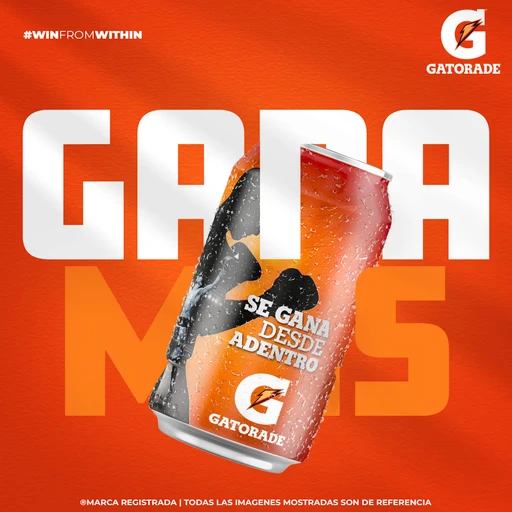 #WINFROMWITHIN
G
GATORADE
GANA
MAS
SE GANA
DESDE
ADENTRO
G
GATORADE
®MARCA REGISTRADA | TODAS LAS IMAGENES MOSTRADAS SON DE REFERENCIA